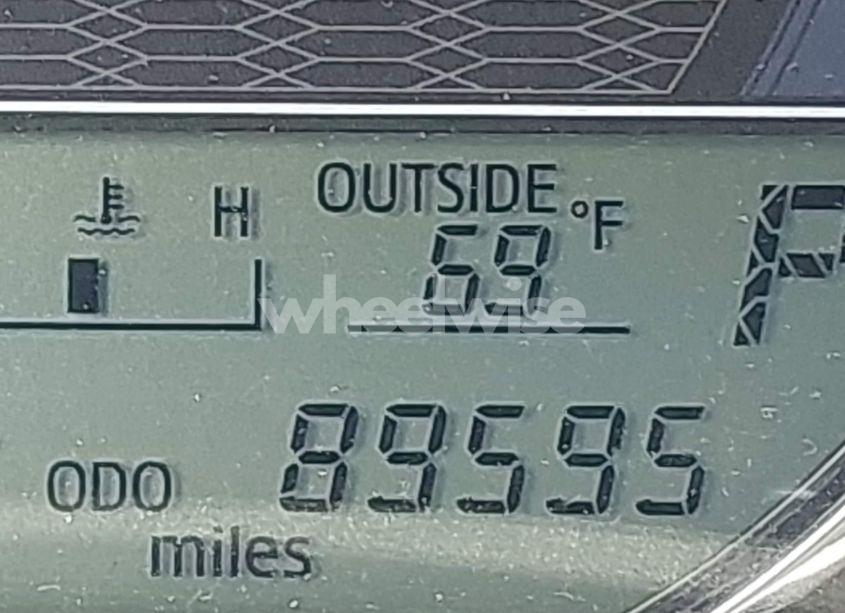 OUTSIDE °F
H
69
P
wheelwise
ODO 89595
miles